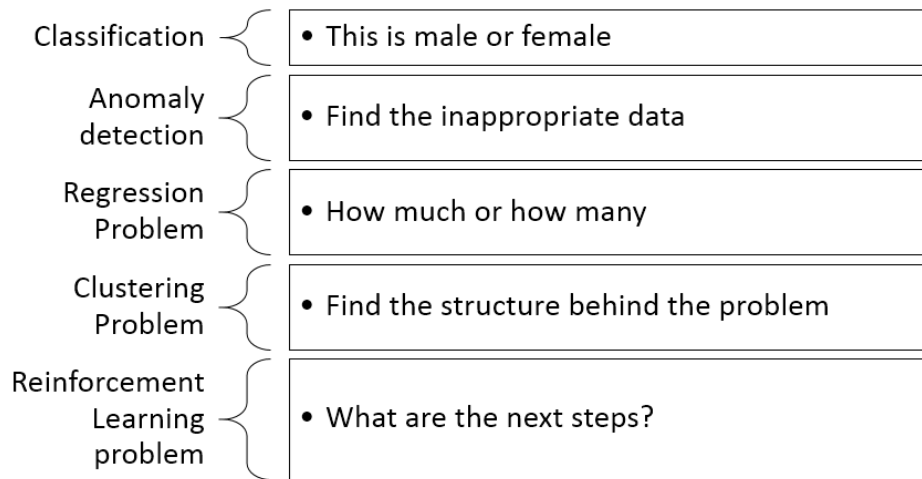 Classification
• This is male or female
Anomaly
detection
• Find the inappropriate data
Regression
Problem
• How much or how many
Clustering
Problem
• Find the structure behind the problem
Reinforcement
Learning
problem
• What are the next steps?